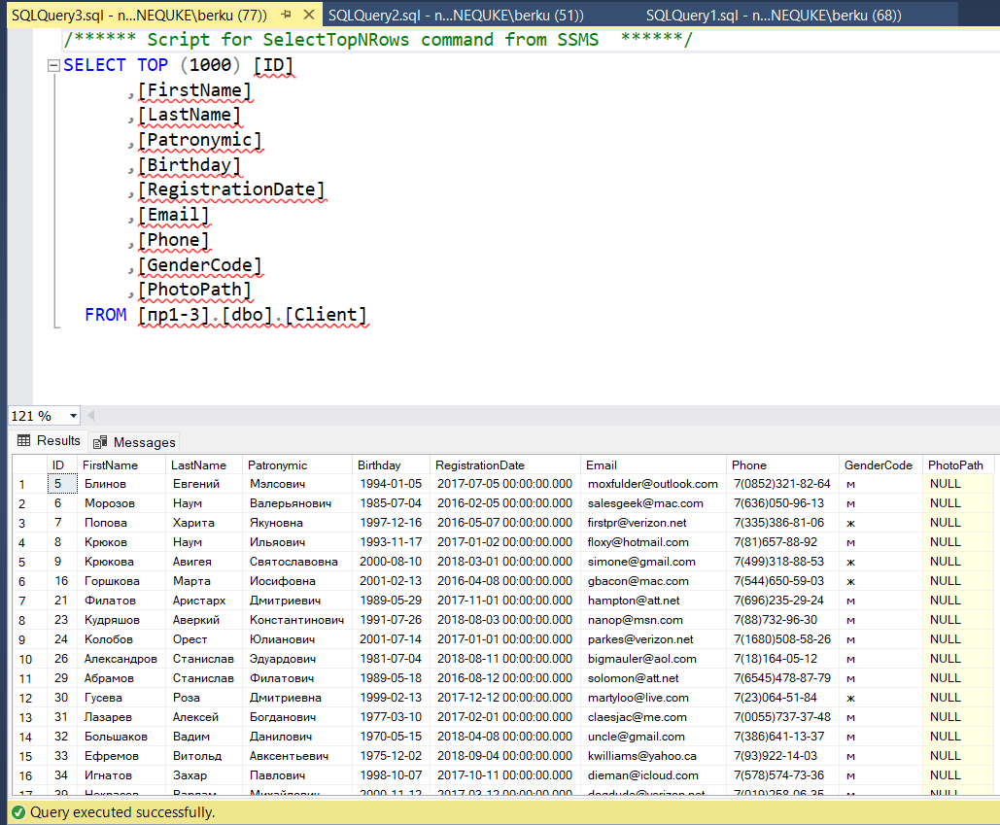 SQLQuery3.sql - n...NEQUKE\berku (77)) SQLQuery2.sql - n...NEQUKE\berku (51)) SQLQuery1.sql - n...NEQUKE\berku (68))
/****** Script for SelectTopNRows command from SSMS  ******/
SELECT TOP (1000) [ID]
,[FirstName]
,[LastName]
,[Patronymic]
,[Birthday]
,[RegistrationDate]
,[Email]
,[Phone]
,[GenderCode]
,[PhotoPath]
FROM [пр1-3].[dbo].[Client]
121 %
Results Messages
ID FirstName LastName Patronymic Birthday RegistrationDate Email Phone GenderCode PhotoPath
1 5 Блинов Евгений Мэлсович 1994-01-05 2017-07-05 00:00:00.000 moxfulder@outlook.com 7(0852)321-82-64 м NULL
2 6 Морозов Наум Валерьянович 1985-07-04 2016-02-05 00:00:00.000 salesgeek@mac.com 7(636)050-96-13 м NULL
3 7 Попова Харита Якуновна 1997-12-16 2016-05-07 00:00:00.000 firstpr@verizon.net 7(335)386-81-06 ж NULL
4 8 Крюков Наум Ильяович 1993-11-17 2017-01-02 00:00:00.000 floxy@hotmail.com 7(81)657-88-92 м NULL
5 9 Крюкова Авигея Святославовна 2000-08-10 2018-03-01 00:00:00.000 simone@gmail.com 7(499)318-88-53 ж NULL
6 16 Горшкова Марта Иосифовна 2001-02-13 2016-04-08 00:00:00.000 gbacon@mac.com 7(544)650-59-03 ж NULL
7 21 Филатов Аристарх Дмитриевич 1989-05-29 2017-11-01 00:00:00.000 hampton@att.net 7(696)235-29-24 м NULL
8 23 Кудряшов Аверкий Константинович 1991-07-26 2018-08-03 00:00:00.000 nanop@msn.com 7(88)732-96-30 м NULL
9 24 Колобов Орест Юлианович 2001-07-14 2017-01-01 00:00:00.000 parkes@verizon.net 7(1680)508-58-26 м NULL
10 26 Александров Станислав Эдуардович 1981-07-04 2018-08-11 00:00:00.000 bigmauler@aol.com 7(18)164-05-12 м NULL
11 29 Абрамов Станислав Филатович 1989-05-18 2016-08-12 00:00:00.000 solomon@att.net 7(6545)478-87-79 м NULL
12 30 Гусева Роза Дмитриевна 1999-02-13 2017-12-12 00:00:00.000 martyloo@live.com 7(23)064-51-84 ж NULL
13 31 Лазарев Алексей Богданович 1977-03-10 2017-02-01 00:00:00.000 claesjac@me.com 7(0055)737-37-48 м NULL
14 32 Большаков Вадим Данилович 1970-05-15 2018-04-08 00:00:00.000 uncle@gmail.com 7(386)641-13-37 м NULL
15 33 Ефремов Витольд Авксентьевич 1975-12-02 2018-09-04 00:00:00.000 kwilliams@yahoo.ca 7(93)922-14-03 м NULL
16 34 Игнатов Захар Павлович 1998-10-07 2017-10-11 00:00:00.000 dieman@icloud.com 7(578)574-73-36 м NULL
17 39 Некрасов Варлам Михайлович 2000-11-12 2017-03-12 00:00:00.000 dogdude@verizon.net 7(019)258-06-35 м NULL
Query executed successfully.